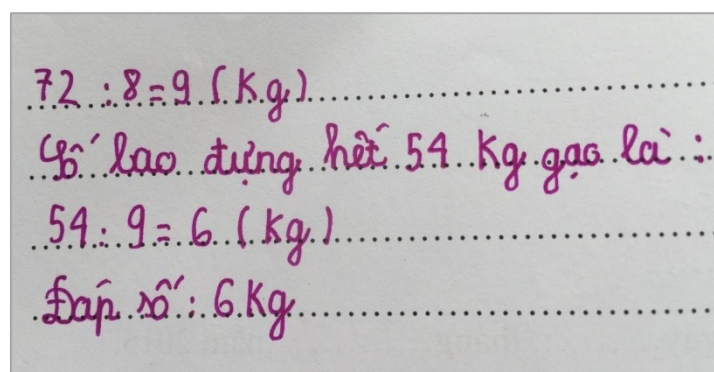 72 : 8 = 9 (Kg)
Số lao đựng hết 54 Kg gạo là :
54 : 9 = 6 (Kg)
Đáp số : 6 Kg